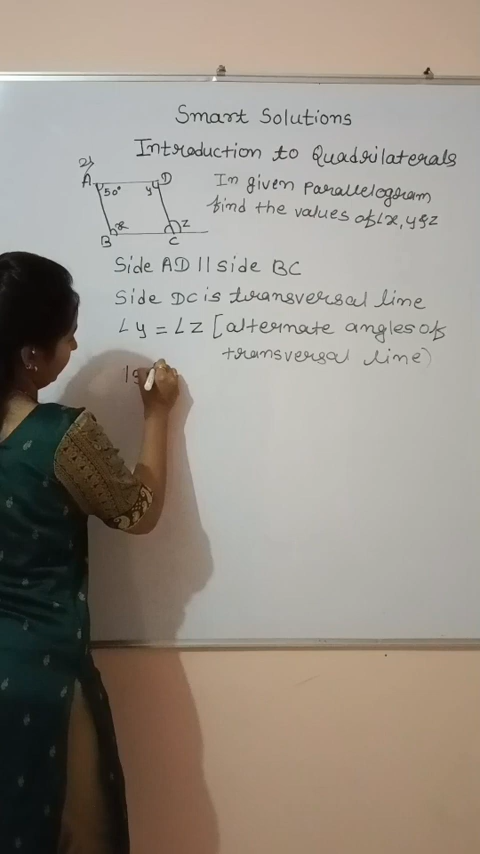 Smart Solutions
Introduction to Quadrilaterals
2)
A 50° y D
B x C z
In given Parallelogram
find the values of ∠x, y & z
Side AD || side BC
Side DC is transversal line
∠y = ∠z [alternate angles of
transversal line)